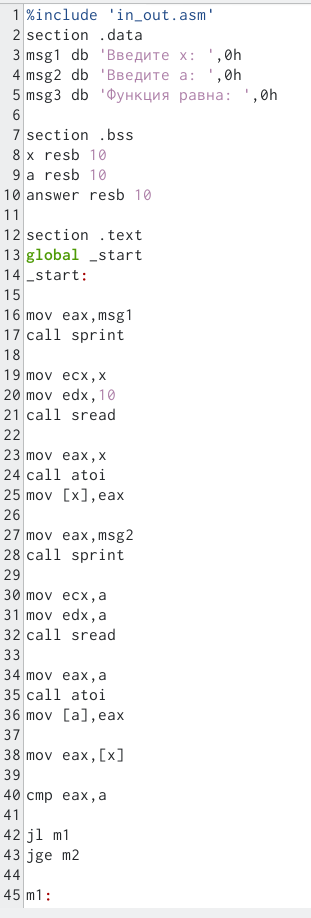 1 %include 'in_out.asm'
2 section .data
3 msg1 db 'Введите x: ',0h
4 msg2 db 'Введите а: ',0h
5 msg3 db 'Функция равна: ',0h
6
7 section .bss
8 x resb 10
9 a resb 10
10 answer resb 10
11
12 section .text
13 global _start
14 _start:
15
16 mov eax,msg1
17 call sprint
18
19 mov ecx,x
20 mov edx,10
21 call sread
22
23 mov eax,x
24 call atoi
25 mov [x],eax
26
27 mov eax,msg2
28 call sprint
29
30 mov ecx,a
31 mov edx,a
32 call sread
33
34 mov eax,a
35 call atoi
36 mov [a],eax
37
38 mov eax,[x]
39
40 cmp eax,a
41
42 jl m1
43 jge m2
44
45 m1: